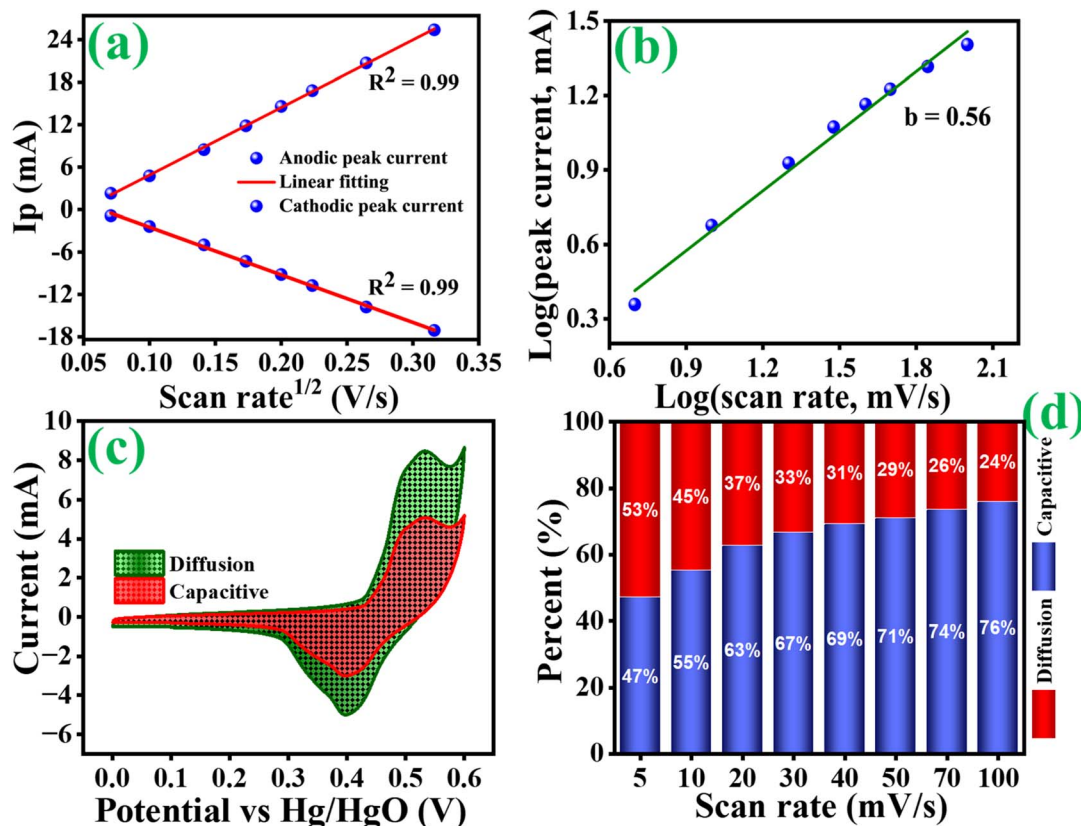 (a)
24
18
12
6
0
-6
-12
-18
Ip (mA)
R² = 0.99
Anodic peak current
Linear fitting
Cathodic peak current
R² = 0.99
0.05 0.10 0.15 0.20 0.25 0.30 0.35
Scan rate^1/2 (V/s)
(b)
1.5
1.2
0.9
0.6
0.3
Log(peak current, mA)
b = 0.56
0.6 0.9 1.2 1.5 1.8 2.1
Log(scan rate, mV/s)
(c)
10
8
6
4
2
0
−2
−4
−6
Current (mA)
Diffusion
Capacitive
0.0 0.1 0.2 0.3 0.4 0.5 0.6
Potential vs Hg/HgO (V)
(d)
100
80
60
40
20
0
Percent (%)
53% 45% 37% 33% 31% 29% 26% 24%
47% 55% 63% 67% 69% 71% 74% 76%
5 10 20 30 40 50 70 100
Scan rate (mV/s)
Capacitive
Diffusion